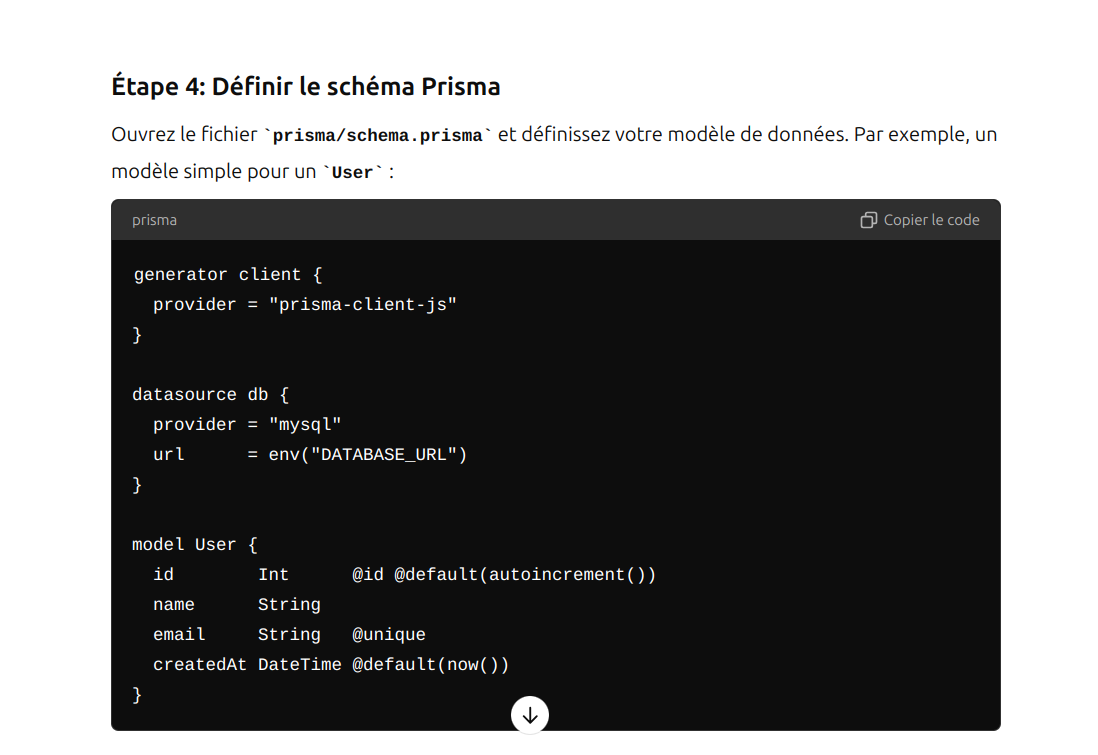 Étape 4: Définir le schéma Prisma
Ouvrez le fichier `prisma/schema.prisma` et définissez votre modèle de données. Par exemple, un
modèle simple pour un `User` :
prisma
Copier le code
generator client {
  provider = "prisma-client-js"
}
datasource db {
  provider = "mysql"
  url      = env("DATABASE_URL")
}
model User {
  id        Int      @id @default(autoincrement())
  name      String
  email     String   @unique
  createdAt DateTime @default(now())
}